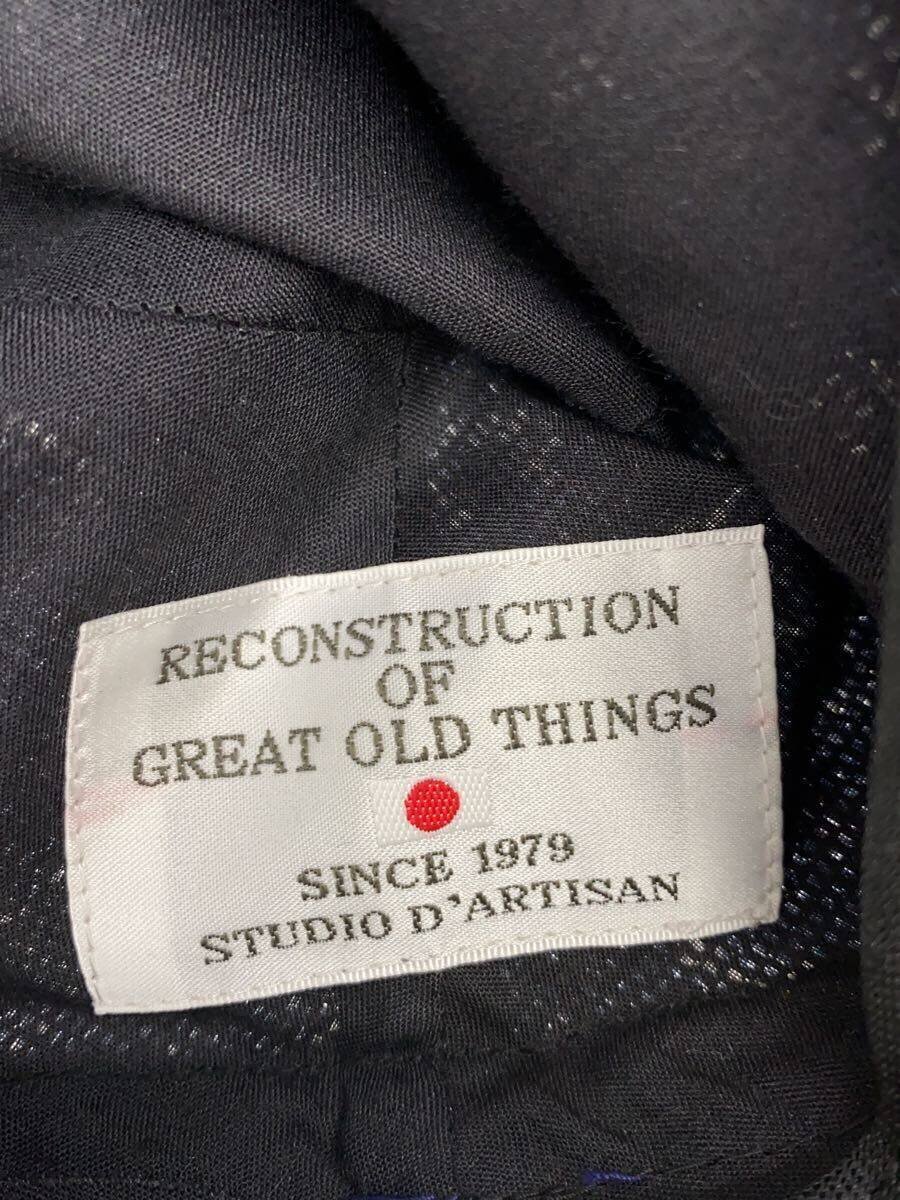 RECONSTRUCTION
OF
GREAT OLD THINGS
SINCE 1979
STUDIO D'ARTISAN